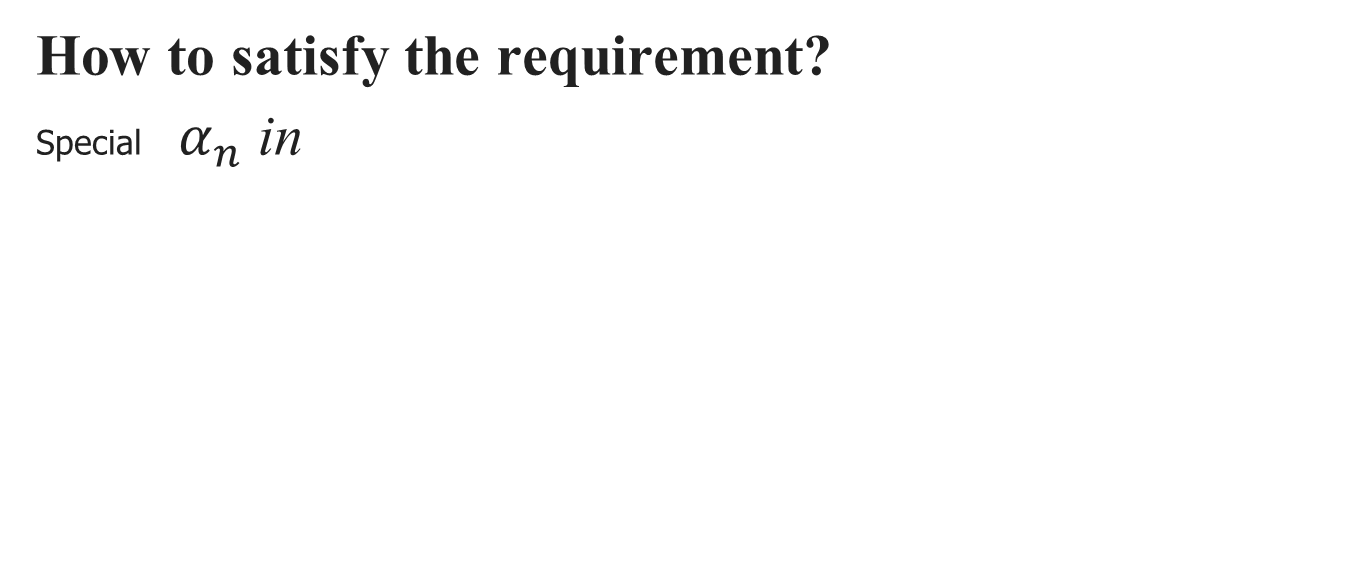 How to satisfy the requirement?
Special αₙ in